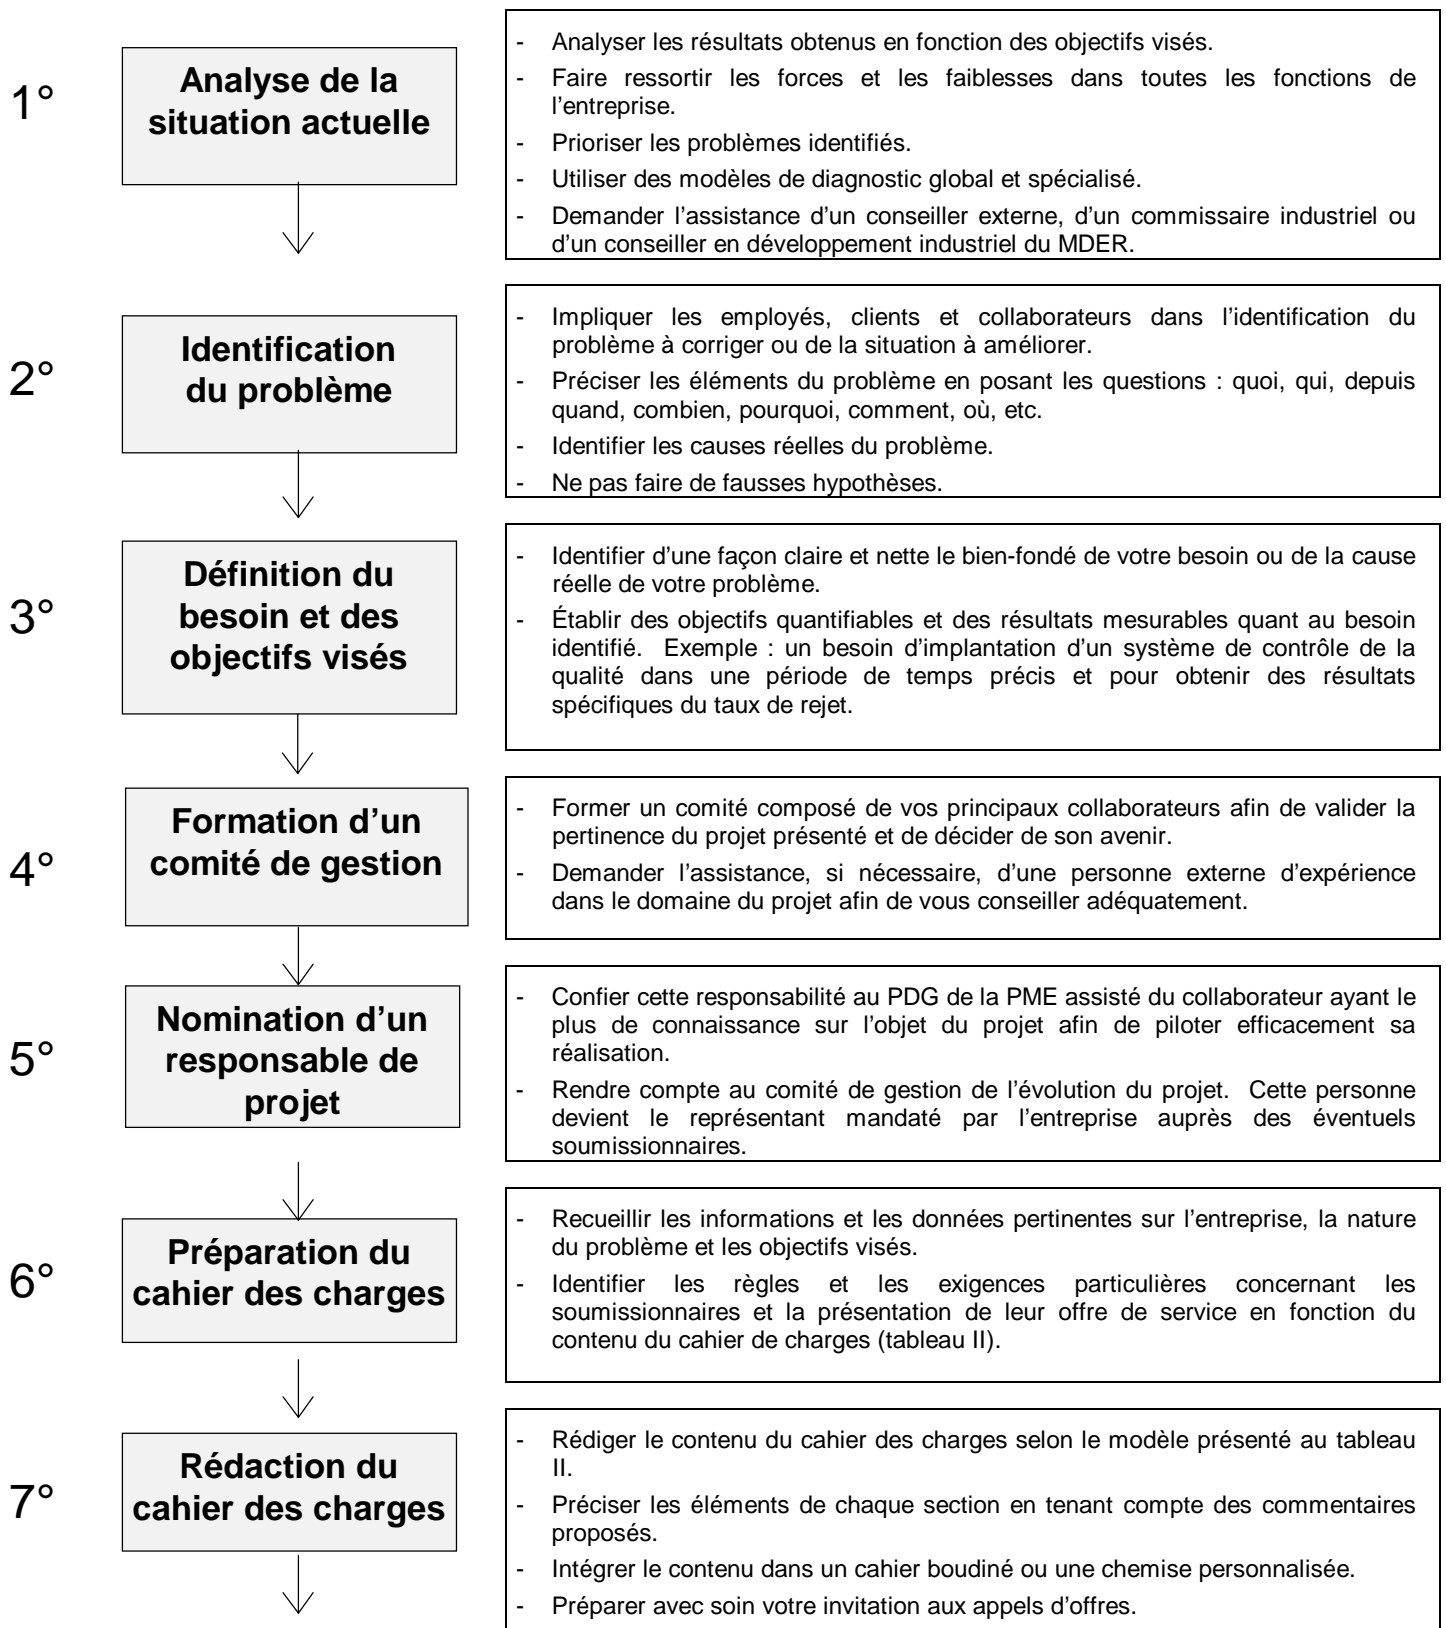 1°
Analyse de la
situation actuelle
- Analyser les résultats obtenus en fonction des objectifs visés.
- Faire ressortir les forces et les faiblesses dans toutes les fonctions de
l’entreprise.
- Prioriser les problèmes identifiés.
- Utiliser des modèles de diagnostic global et spécialisé.
- Demander l’assistance d’un conseiller externe, d’un commissaire industriel ou
d’un conseiller en développement industriel du MDER.
2°
Identification
du problème
- Impliquer les employés, clients et collaborateurs dans l’identification du
problème à corriger ou de la situation à améliorer.
- Préciser les éléments du problème en posant les questions : quoi, qui, depuis
quand, combien, pourquoi, comment, où, etc.
- Identifier les causes réelles du problème.
- Ne pas faire de fausses hypothèses.
3°
Définition du
besoin et des
objectifs visés
- Identifier d’une façon claire et nette le bien-fondé de votre besoin ou de la cause
réelle de votre problème.
- Établir des objectifs quantifiables et des résultats mesurables quant au besoin
identifié. Exemple : un besoin d’implantation d’un système de contrôle de la
qualité dans une période de temps précis et pour obtenir des résultats
spécifiques du taux de rejet.
4°
Formation d’un
comité de gestion
- Former un comité composé de vos principaux collaborateurs afin de valider la
pertinence du projet présenté et de décider de son avenir.
- Demander l’assistance, si nécessaire, d’une personne externe d’expérience
dans le domaine du projet afin de vous conseiller adéquatement.
5°
Nomination d’un
responsable de
projet
- Confier cette responsabilité au PDG de la PME assisté du collaborateur ayant le
plus de connaissance sur l’objet du projet afin de piloter efficacement sa
réalisation.
- Rendre compte au comité de gestion de l’évolution du projet. Cette personne
devient le représentant mandaté par l’entreprise auprès des éventuels
soumissionnaires.
6°
Préparation du
cahier des charges
- Recueillir les informations et les données pertinentes sur l’entreprise, la nature
du problème et les objectifs visés.
- Identifier les règles et les exigences particulières concernant les
soumissionnaires et la présentation de leur offre de service en fonction du
contenu du cahier de charges (tableau II).
7°
Rédaction du
cahier des charges
- Rédiger le contenu du cahier des charges selon le modèle présenté au tableau
II.
- Préciser les éléments de chaque section en tenant compte des commentaires
proposés.
- Intégrer le contenu dans un cahier boudiné ou une chemise personnalisée.
- Préparer avec soin votre invitation aux appels d’offres.